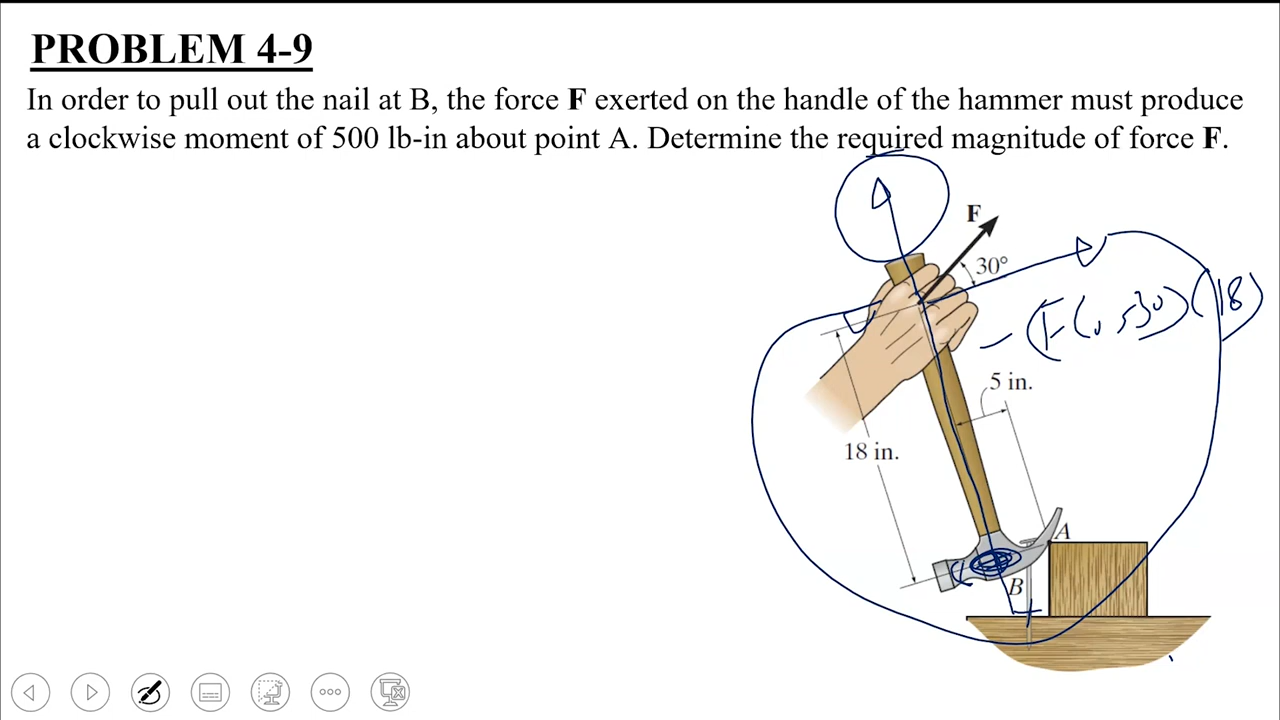 PROBLEM 4-9
In order to pull out the nail at B, the force F exerted on the handle of the hammer must produce
a clockwise moment of 500 lb-in about point A. Determine the required magnitude of force F.
F
30°
- (F Cos30)(18)
5 in.
18 in.
A
B